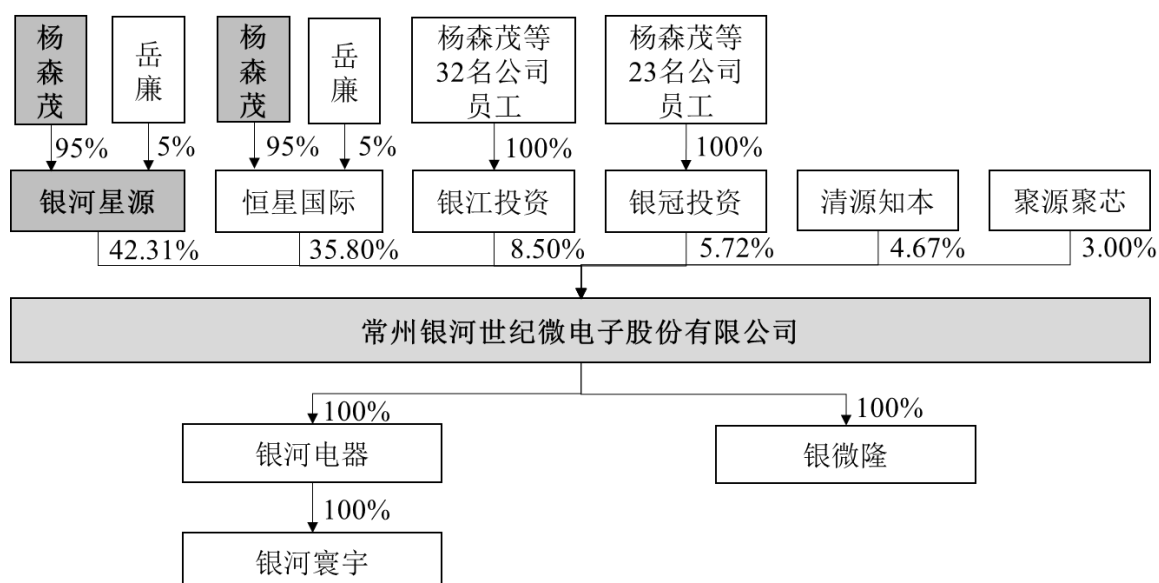 杨
森
茂
岳
廉
杨
森
茂
岳
廉
杨森茂等
32名公司
员工
杨森茂等
23名公司
员工
95%
5%
95%
5%
100%
100%
银河星源
恒星国际
银江投资
银冠投资
清源知本
聚源聚芯
42.31%
35.80%
8.50%
5.72%
4.67%
3.00%
常州银河世纪微电子股份有限公司
100%
100%
银河电器
银微隆
100%
银河寰宇